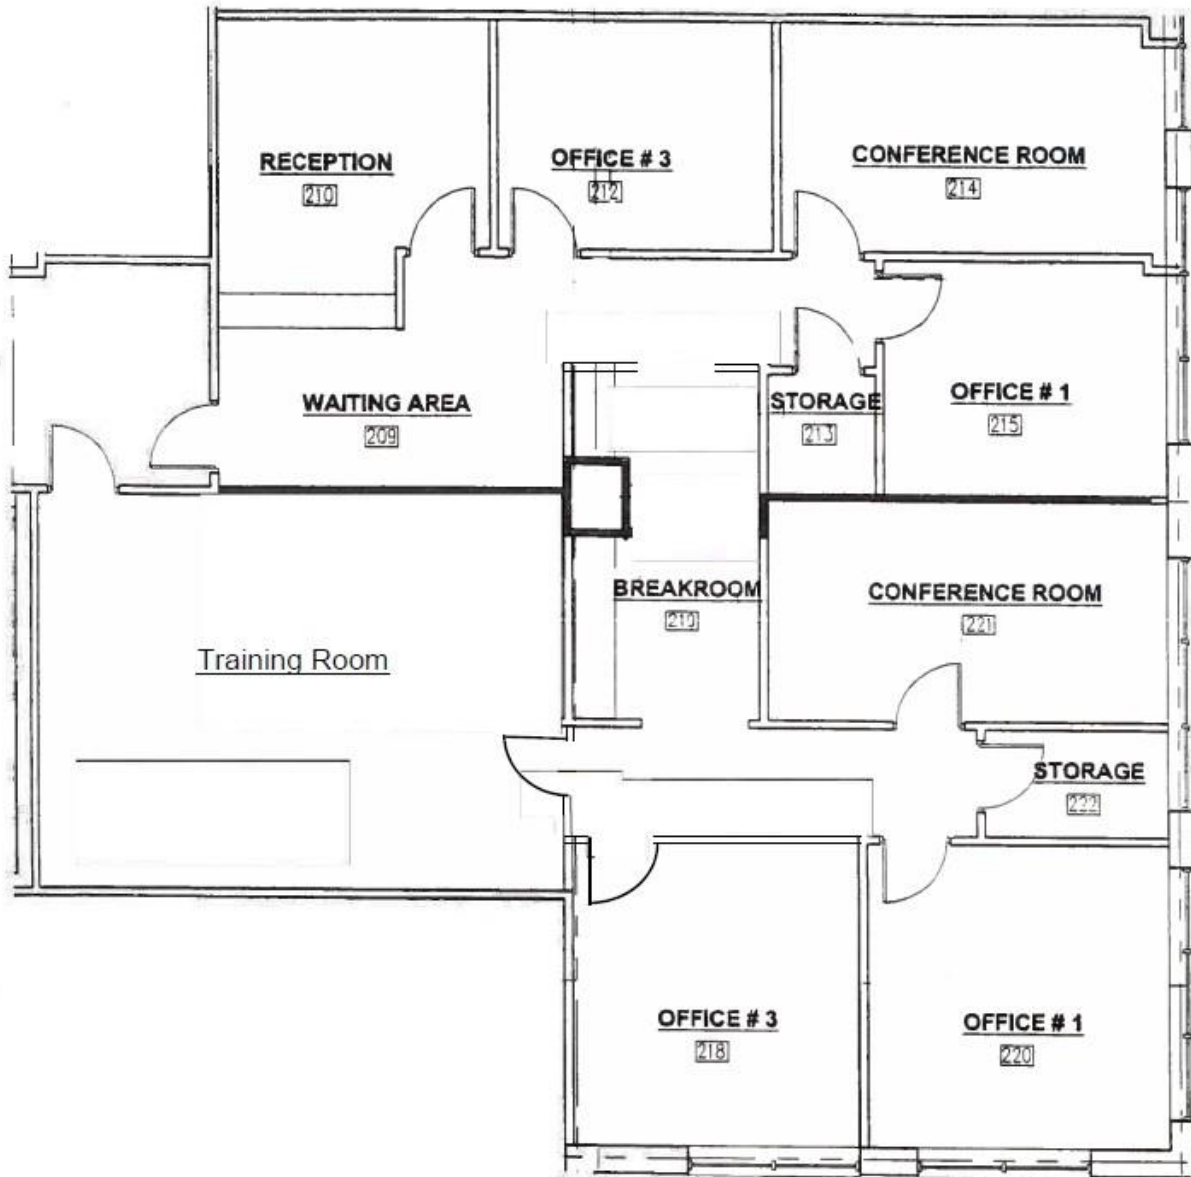 RECEPTION
210
OFFICE # 3
212
CONFERENCE ROOM
214
WAITING AREA
209
STORAGE
213
OFFICE # 1
215
BREAKROOM
219
CONFERENCE ROOM
221
Training Room
STORAGE
222
OFFICE # 3
218
OFFICE # 1
220